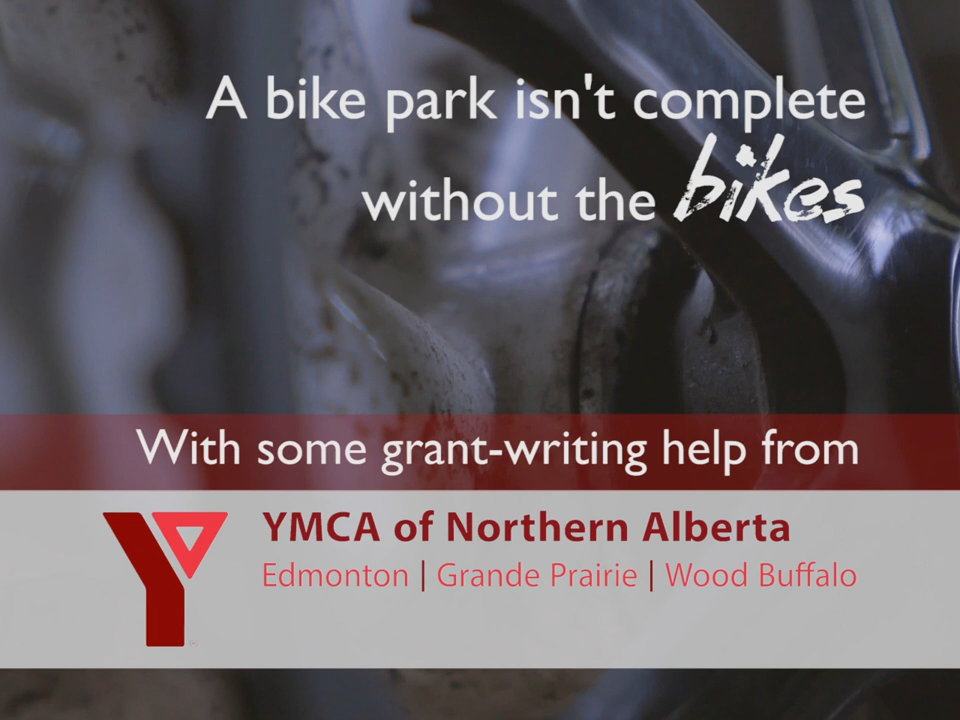 A bike park isn't complete
without the bikes
With some grant-writing help from
YMCA of Northern Alberta
Edmonton | Grande Prairie | Wood Buffalo